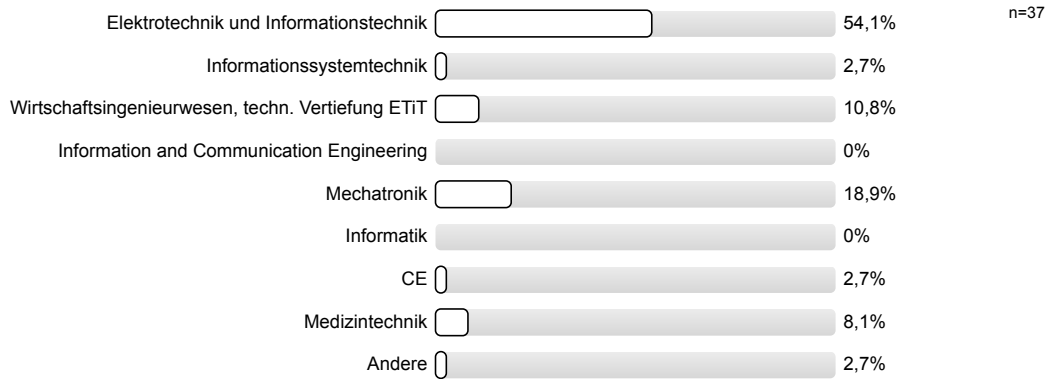 Elektrotechnik und Informationstechnik 54,1% n=37
Informationssystemtechnik 2,7%
Wirtschaftsingenieurwesen, techn. Vertiefung ETiT 10,8%
Information and Communication Engineering 0%
Mechatronik 18,9%
Informatik 0%
CE 2,7%
Medizintechnik 8,1%
Andere 2,7%